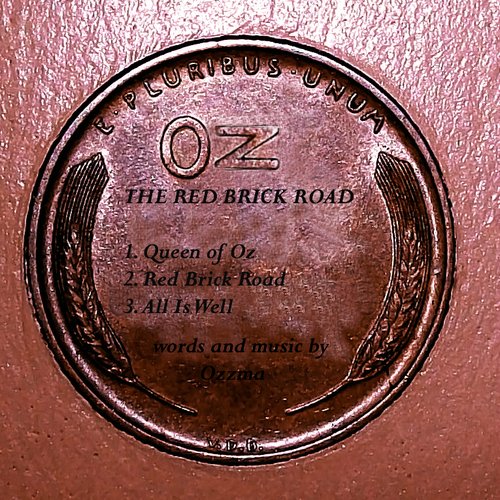 E·PLURIBUS·UNUM
OZ
THE RED BRICK ROAD
1. Queen of Oz
2. Red Brick Road
3. All Is Well
words and music by
Ozzma
V.D.B.